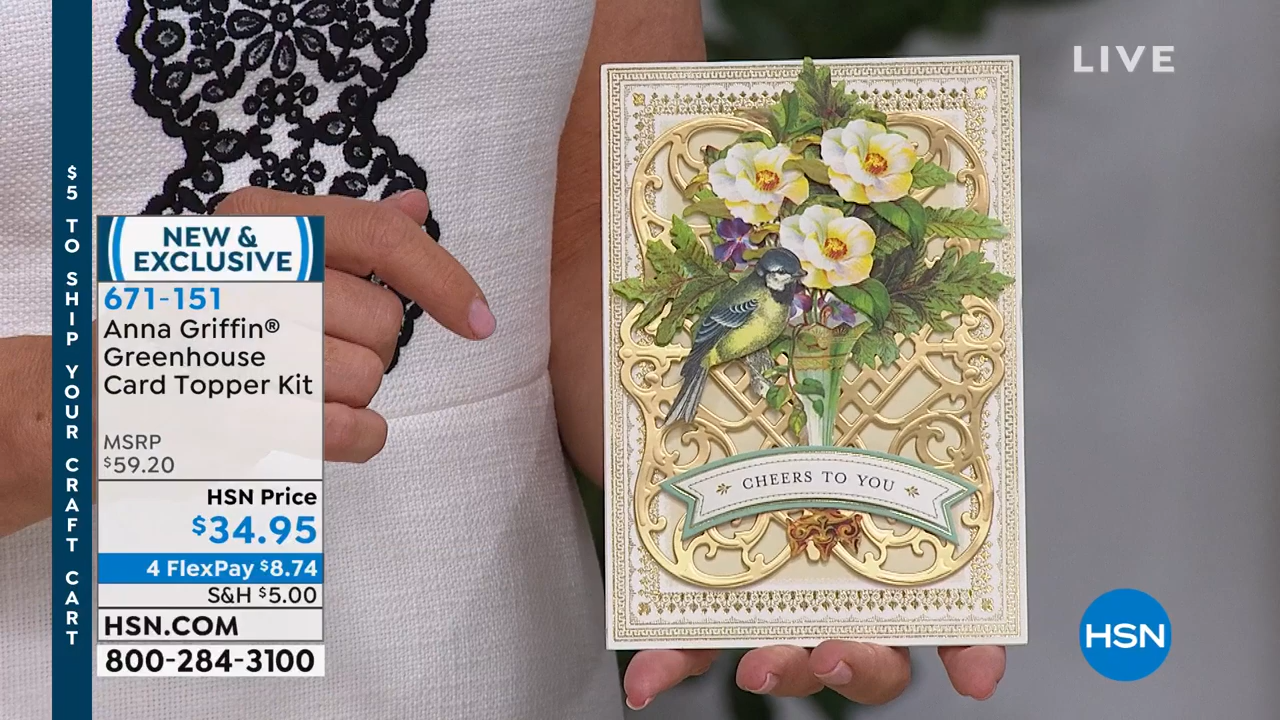 $5 TO SHIP YOUR CRAFT CART
NEW &
EXCLUSIVE
671-151
Anna Griffin®
Greenhouse
Card Topper Kit
MSRP
$59.20
HSN Price
$34.95
4 FlexPay $8.74
S&H $5.00
HSN.COM
800-284-3100
CHEERS TO YOU
LIVE
HSN